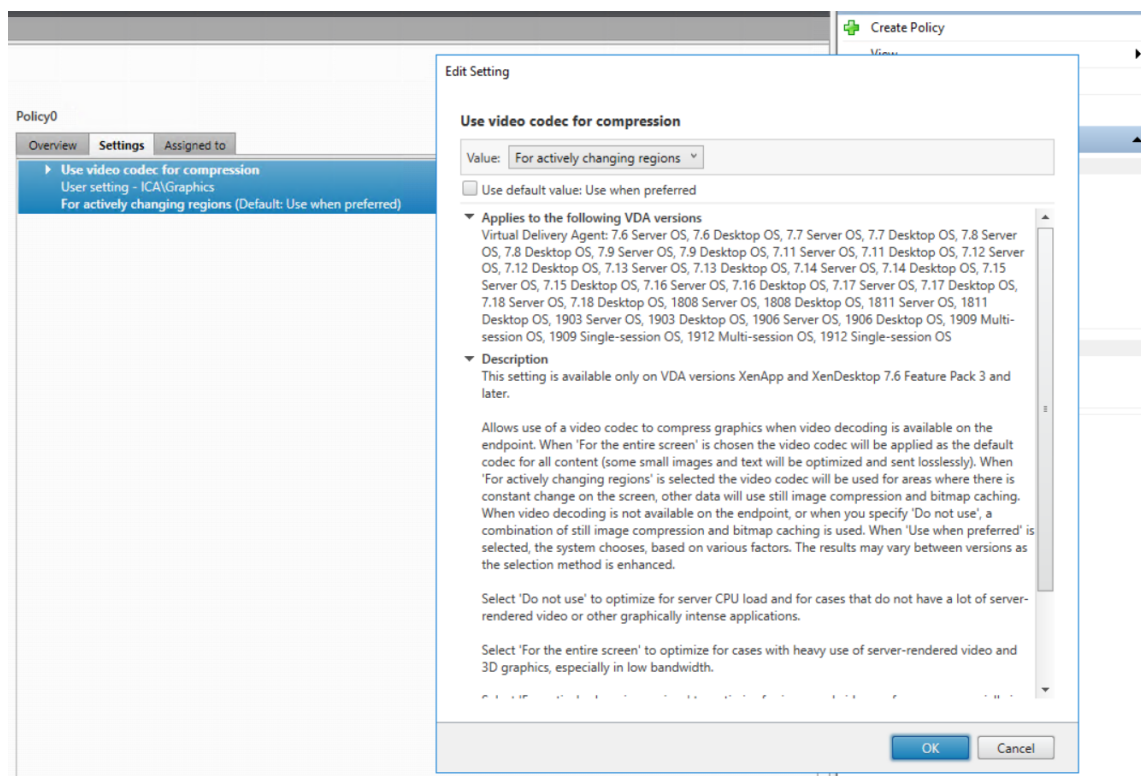 Create Policy
View
Edit Setting
Policy0
Overview Settings Assigned to
Use video codec for compression
User setting - ICA\Graphics
For actively changing regions (Default: Use when preferred)
Use video codec for compression
Value: For actively changing regions
Use default value: Use when preferred
Applies to the following VDA versions
Virtual Delivery Agent: 7.6 Server OS, 7.6 Desktop OS, 7.7 Server OS, 7.7 Desktop OS, 7.8 Server
OS, 7.8 Desktop OS, 7.9 Server OS, 7.9 Desktop OS, 7.11 Server OS, 7.11 Desktop OS, 7.12 Server
OS, 7.12 Desktop OS, 7.13 Server OS, 7.13 Desktop OS, 7.14 Server OS, 7.14 Desktop OS, 7.15
Server OS, 7.15 Desktop OS, 7.16 Server OS, 7.16 Desktop OS, 7.17 Server OS, 7.17 Desktop OS,
7.18 Server OS, 7.18 Desktop OS, 1808 Server OS, 1808 Desktop OS, 1811 Server OS, 1811
Desktop OS, 1903 Server OS, 1903 Desktop OS, 1906 Server OS, 1906 Desktop OS, 1909 Multi-
session OS, 1909 Single-session OS, 1912 Multi-session OS, 1912 Single-session OS
Description
This setting is available only on VDA versions XenApp and XenDesktop 7.6 Feature Pack 3 and
later.
Allows use of a video codec to compress graphics when video decoding is available on the
endpoint. When 'For the entire screen' is chosen the video codec will be applied as the default
codec for all content (some small images and text will be optimized and sent losslessly). When
'For actively changing regions' is selected the video codec will be used for areas where there is
constant change on the screen, other data will use still image compression and bitmap caching.
When video decoding is not available on the endpoint, or when you specify 'Do not use', a
combination of still image compression and bitmap caching is used. When 'Use when preferred' is
selected, the system chooses, based on various factors. The results may vary between versions as
the selection method is enhanced.
Select 'Do not use' to optimize for server CPU load and for cases that do not have a lot of server-
rendered video or other graphically intense applications.
Select 'For the entire screen' to optimize for cases with heavy use of server-rendered video and
3D graphics, especially in low bandwidth.
OK Cancel